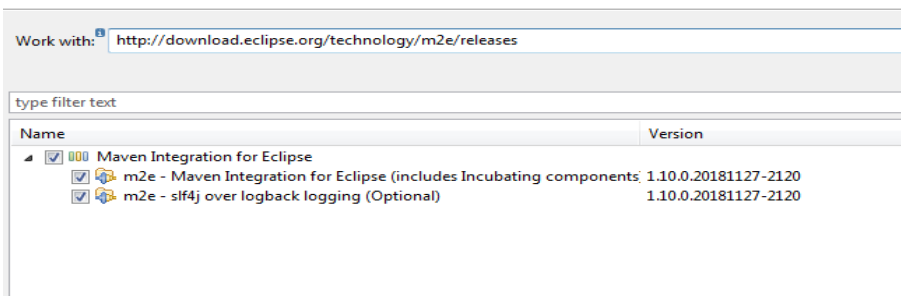 Work with: http://download.eclipse.org/technology/m2e/releases
type filter text
Name Version
Maven Integration for Eclipse
m2e - Maven Integration for Eclipse (includes Incubating components) 1.10.0.20181127-2120
m2e - slf4j over logback logging (Optional) 1.10.0.20181127-2120